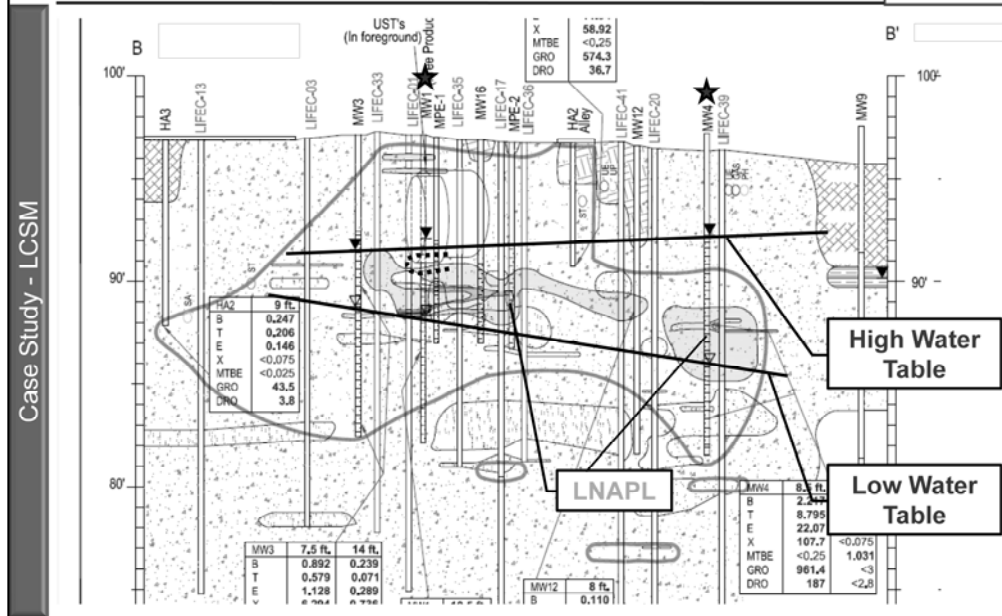 Case Study - LCSM
UST's
(In foreground)
B
B'
X 58.92
MTBE <0.25
GRO 574.3
DRO 36.7
100'
100'
HA3
LIFEC-13
LIFEC-03
MW3
LIFEC-33
LIFEC-01
MW1
MPE-1
LIFEC-35
MW16
LIFEC-17
MPE-2
LIFEC-36
HA2
Alley
LIFEC-41
MW12
LIFEC-20
MW4
LIFEC-39
MW9
ST
SA
ST
90'
90'
HA2 9 ft.
B 0.247
T 0.206
E 0.146
X <0.075
MTBE <0.025
GRO 43.5
DRO 3.8
High Water
Table
80'
LNAPL
Low Water
Table
MW4
B
T 8.795
E 22.07
X 107.7 <0.075
MTBE <0.25 1.031
GRO 961.4 <3
DRO 187 <2.8
MW3 7.5 ft. 14 ft.
B 0.892 0.239
T 0.579 0.071
E 1.128 0.289
MW12 8 ft.
B 0.110